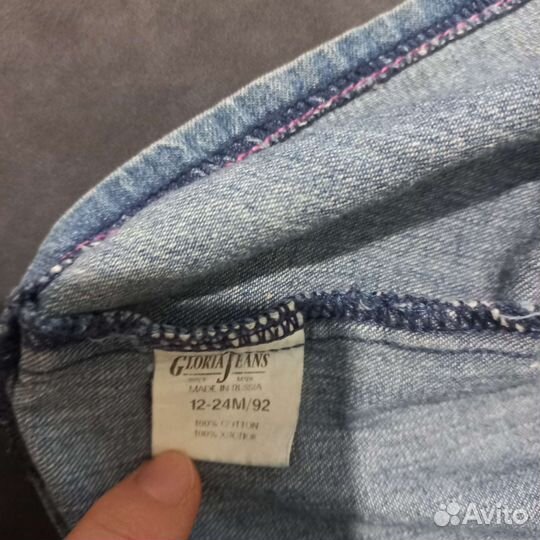 GLORIA JEANS
MADE IN RUSSIA
12-24M/92
100% COTTON
100% ХЛОПОК
Avito